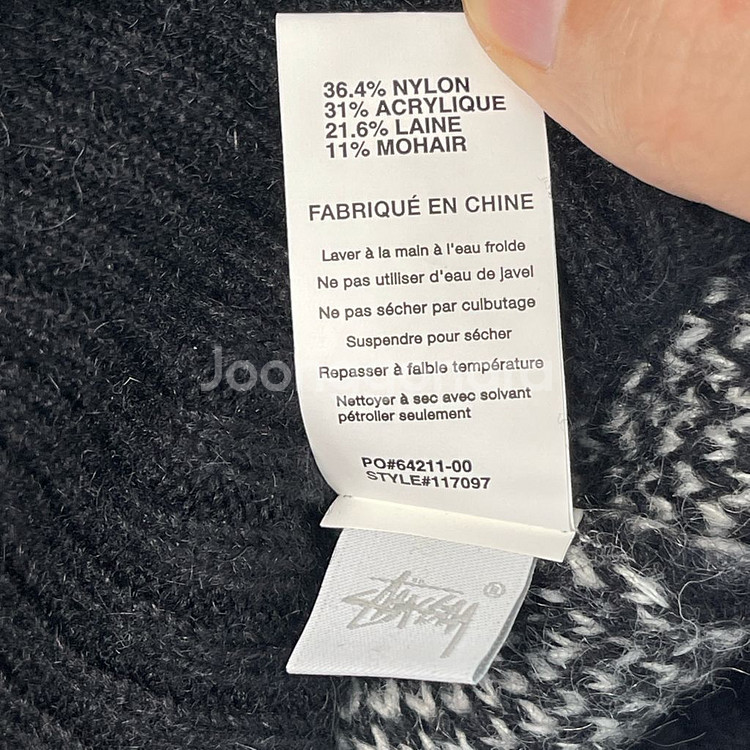 36.4% NYLON
31% ACRYLIQUE
21.6% LAINE
11% MOHAIR
FABRIQUÉ EN CHINE
Laver à la main à l'eau froide
Ne pas utiliser d'eau de javel
Ne pas sécher par culbutage
Suspendre pour sécher
Repasser à faible température
Nettoyer à sec avec solvant
pétrolier seulement
PO#64211-00
STYLE#117097
STÜSSY ®